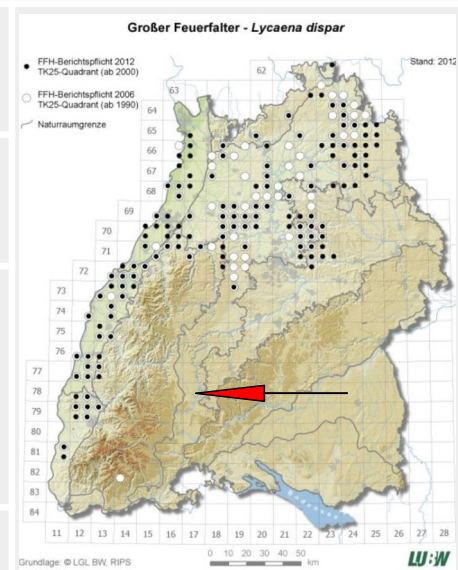 Großer Feuerfalter - Lycaena dispar
FFH-Berichtspflicht 2012
TK25-Quadrant (ab 2000)
FFH-Berichtspflicht 2006
TK25-Quadrant (ab 1990)
Naturraumgrenze
Stand: 2012
62
63
64
65
66
67
68
69
70
71
72
73
74
75
76
77
78
79
80
81
82
83
84
11 12 13 14 15 16 17 18 19 20 21 22 23 24 25 26 27 28
0 10 20 30 40 50
km
Grundlage: © LGL BW, RIPS
LUBW